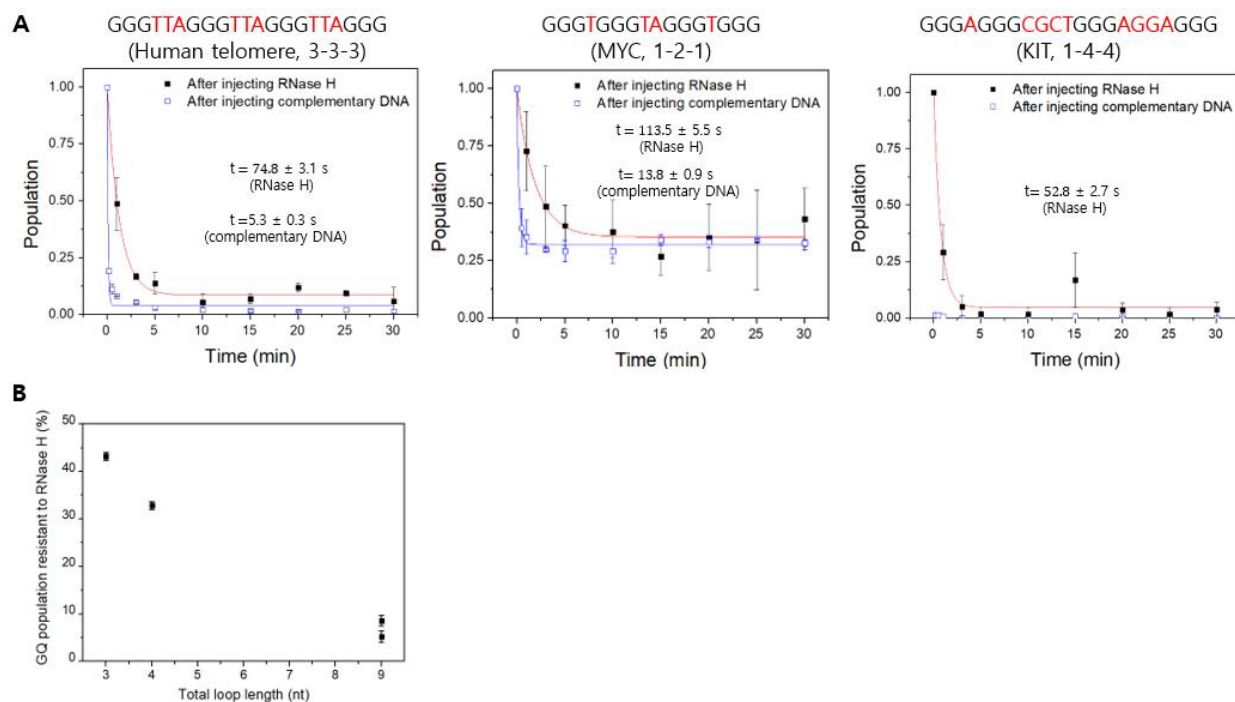 A
GGGTTAGGGTTAGGGTTAGGG
(Human telomere, 3-3-3)
1.00
0.75
0.50
0.25
0.00
Population
After injecting RNase H
After injecting complementary DNA
t = 74.8 ± 3.1 s
(RNase H)
t =5.3 ± 0.3 s
(complementary DNA)
0 5 10 15 20 25 30
Time (min)
GGGTGGGTAGGGTGGG
(MYC, 1-2-1)
1.00
0.75
0.50
0.25
0.00
Population
After injecting RNase H
After injecting complementary DNA
t = 113.5 ± 5.5 s
(RNase H)
t = 13.8 ± 0.9 s
(complementary DNA)
0 5 10 15 20 25 30
Time (min)
GGGAGGGCGCTGGGAGGAGGG
(KIT, 1-4-4)
1.00
0.75
0.50
0.25
0.00
Population
After injecting RNase H
After injecting complementary DNA
t = 52.8 ± 2.7 s
(RNase H)
0 5 10 15 20 25 30
Time (min)
B
50
40
30
20
10
0
GQ population resistant to RNase H (%)
3 4 5 6 7 8 9
Total loop length (nt)